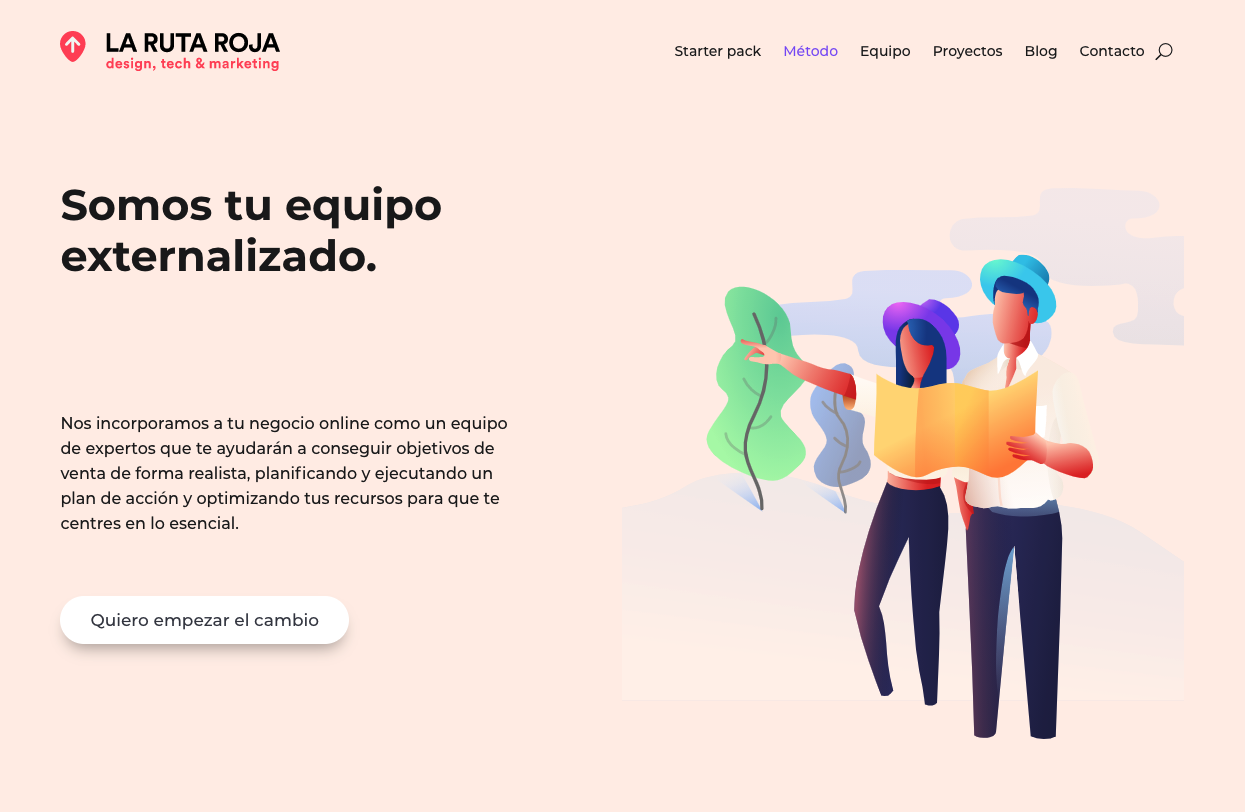 LA RUTA ROJA
design, tech & marketing
Starter pack Método Equipo Proyectos Blog Contacto
Somos tu equipo
externalizado.
Nos incorporamos a tu negocio online como un equipo
de expertos que te ayudarán a conseguir objetivos de
venta de forma realista, planificando y ejecutando un
plan de acción y optimizando tus recursos para que te
centres en lo esencial.
Quiero empezar el cambio